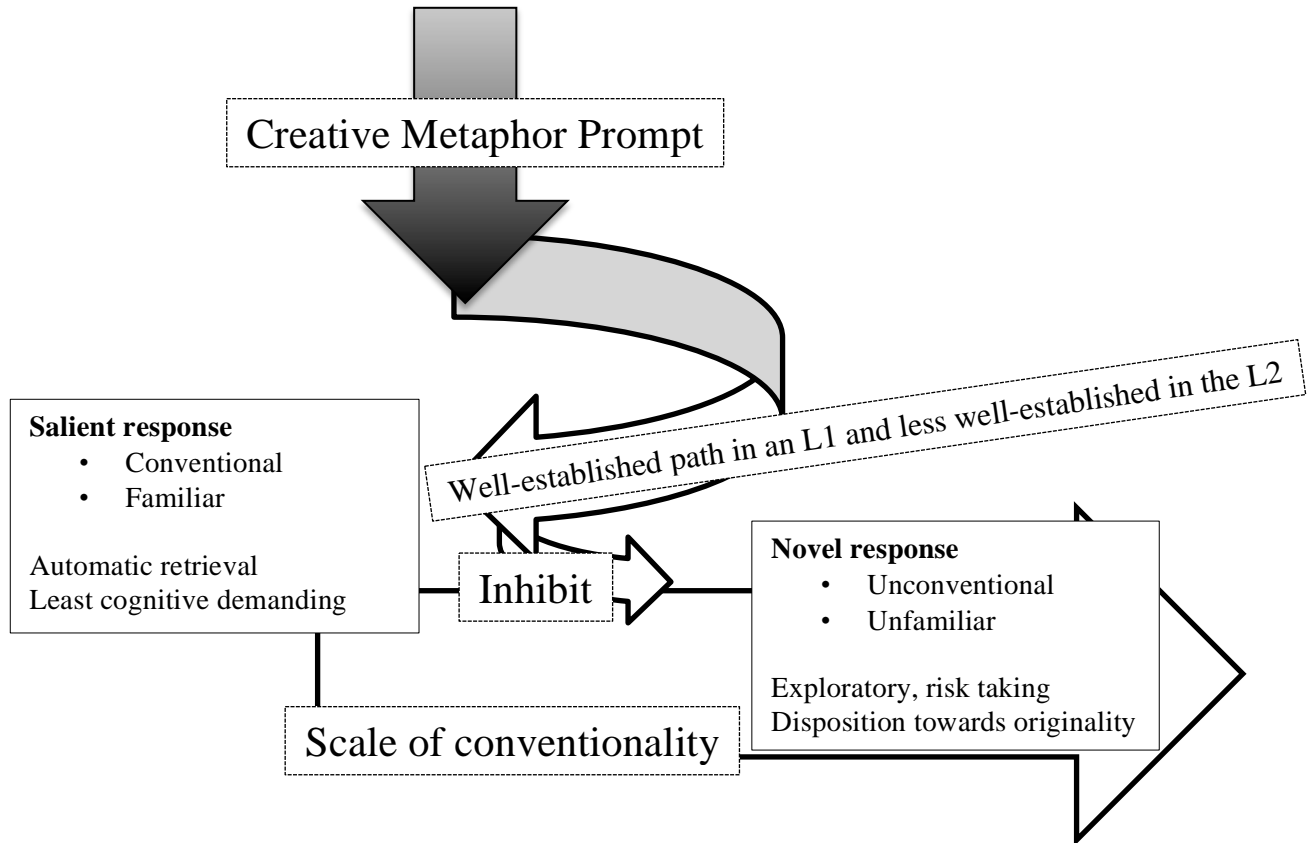 Creative Metaphor Prompt
Well-established path in an L1 and less well-established in the L2
Salient response
• Conventional
• Familiar
Automatic retrieval
Least cognitive demanding
Inhibit
Novel response
• Unconventional
• Unfamiliar
Exploratory, risk taking
Disposition towards originality
Scale of conventionality